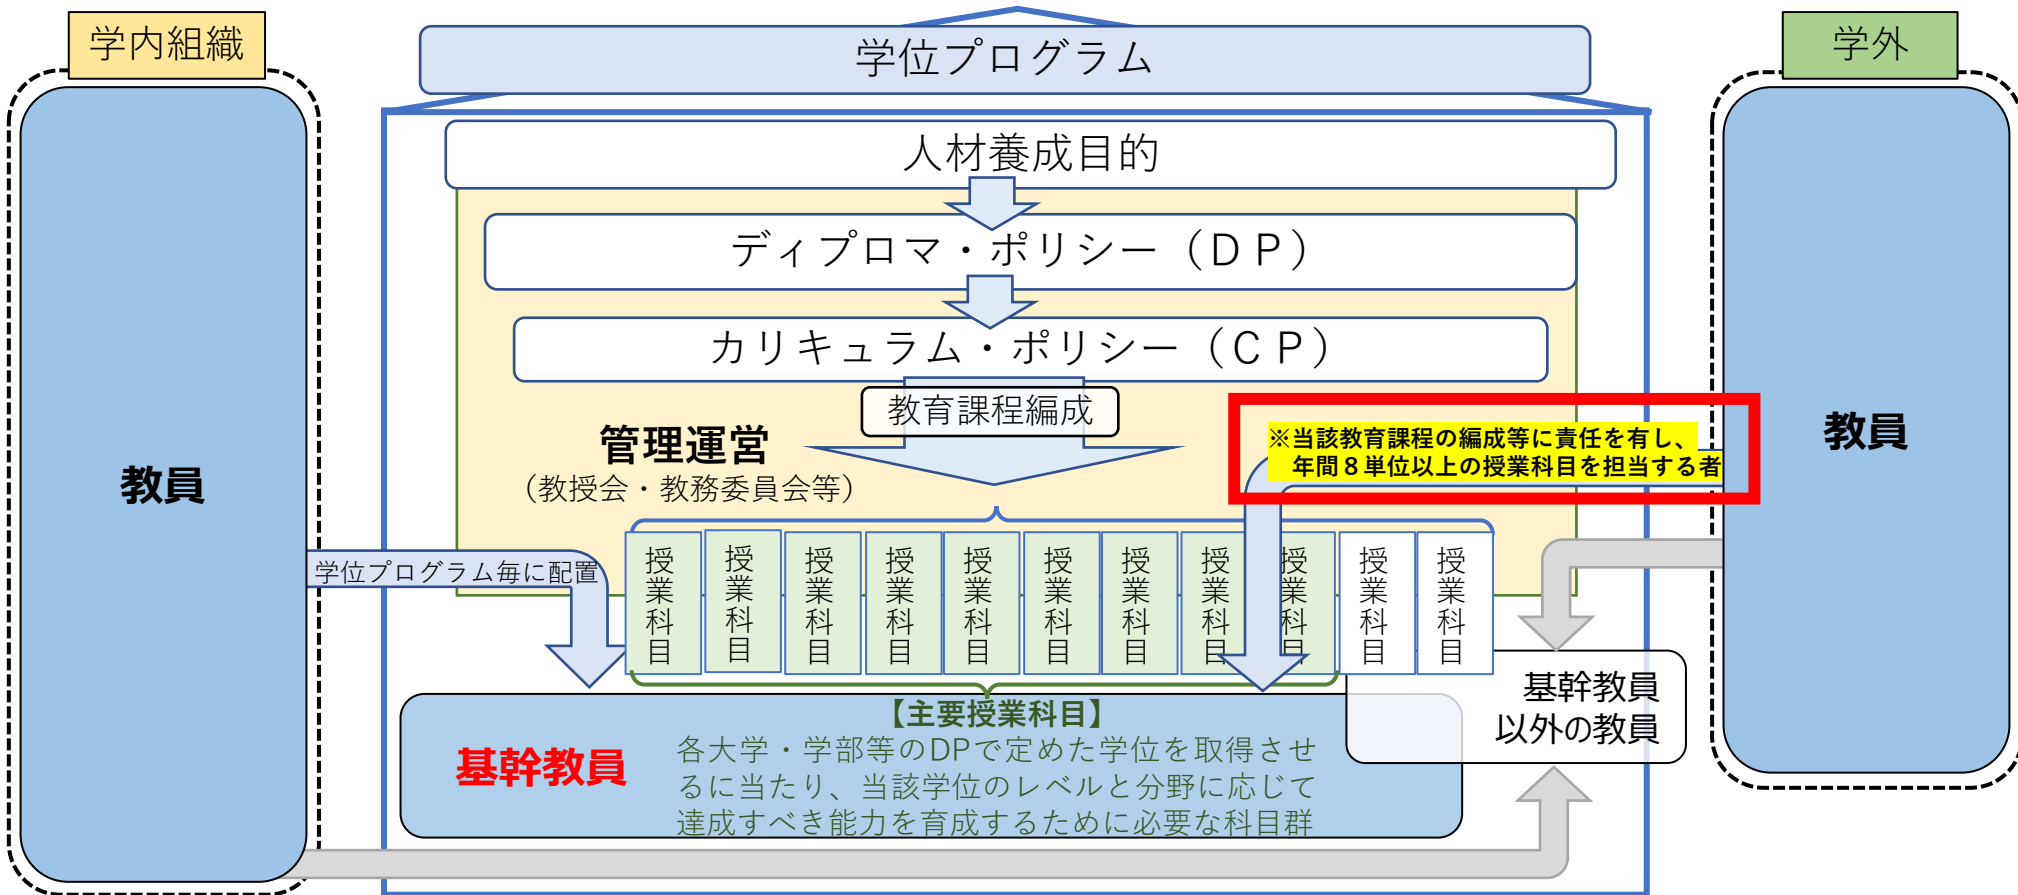 学内組織
学位プログラム
学外
人材養成目的
ディプロマ・ポリシー（ＤＰ）
カリキュラム・ポリシー（ＣＰ）
教育課程編成
管理運営
（教授会・教務委員会等）
※当該教育課程の編成等に責任を有し、
年間８単位以上の授業科目を担当する者
教員
教員
学位プログラム毎に配置
授業科目
授業科目
授業科目
授業科目
授業科目
授業科目
授業科目
授業科目
授業科目
授業科目
授業科目
基幹教員
以外の教員
【主要授業科目】
基幹教員
各大学・学部等のDPで定めた学位を取得させ
るに当たり、当該学位のレベルと分野に応じて
達成すべき能力を育成するために必要な科目群